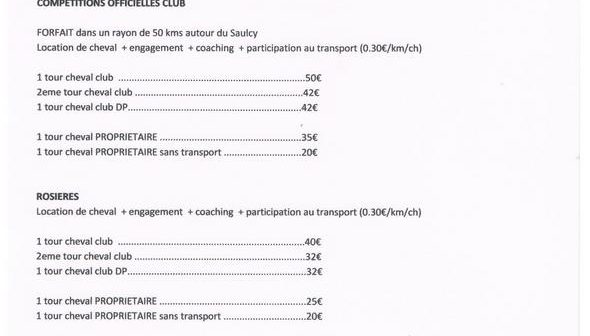 COMPETITIONS OFFICIELLES CLUB
FORFAIT dans un rayon de 50 kms autour du Saulcy
Location de cheval + engagement + coaching + participation au transport (0.30€/km/ch)
1 tour cheval club ..........................................................50€
2eme tour cheval club .....................................................42€
1 tour cheval club DP.......................................................42€
1 tour cheval PROPRIETAIRE ............................................35€
1 tour cheval PROPRIETAIRE sans transport ........................20€
ROSIERES
Location de cheval + engagement + coaching + participation au transport (0.30€/km/ch)
1 tour cheval club ..........................................................40€
2eme tour cheval club .....................................................32€
1 tour cheval club DP.......................................................32€
1 tour cheval PROPRIETAIRE ............................................25€
1 tour cheval PROPRIETAIRE sans transport ........................20€